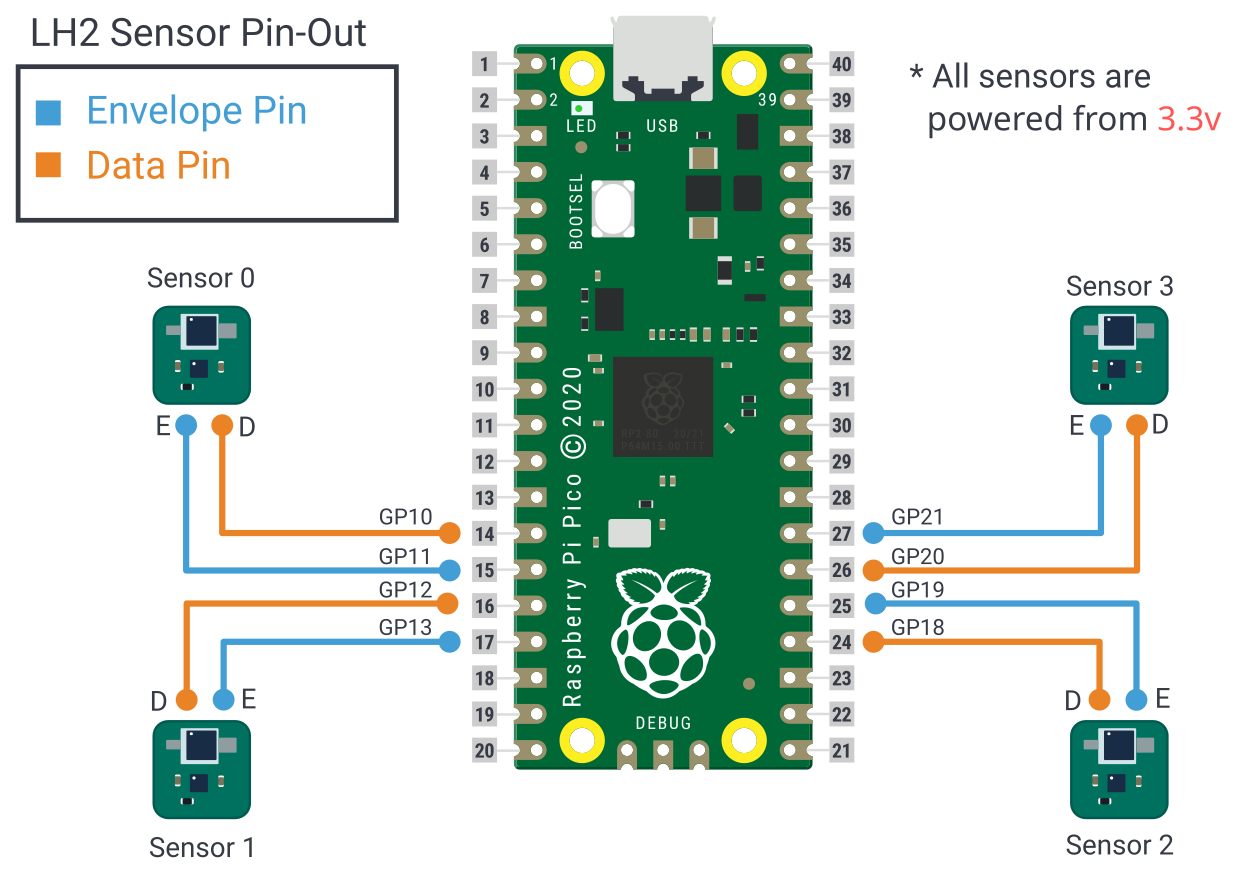 LH2 Sensor Pin-Out
Envelope Pin
Data Pin
* All sensors are
powered from 3.3v
1
2
3
4
5
6
7
8
9
10
11
12
13
14
15
16
17
18
19
20
40
39
38
37
36
35
34
33
32
31
30
29
28
27
26
25
24
23
22
21
1
2
39
LED
USB
BOOTSEL
Raspberry Pi Pico © 2020
RP2-B0 20/21
P64M15.00 TTT
DEBUG
Sensor 0
E D
GP10
GP11
GP12
GP13
D E
Sensor 1
Sensor 3
E D
GP21
GP20
GP19
GP18
D E
Sensor 2